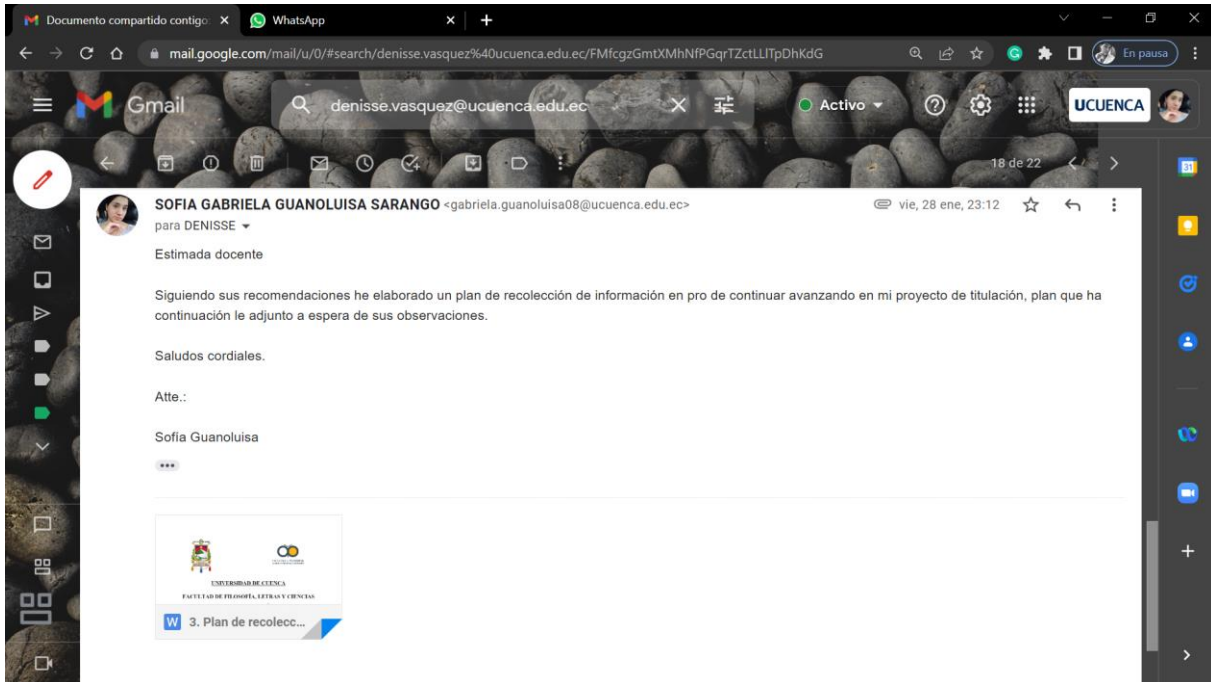 Documento compartido contigo:
WhatsApp
mail.google.com/mail/u/0/#search/denisse.vasquez%40ucuenca.edu.ec/FMfcgzGmtXMhNfPGqrTZctLLlTpDhKdG
En pausa
Gmail
denisse.vasquez@ucuenca.edu.ec
Activo
UCUENCA
18 de 22
31
SOFIA GABRIELA GUANOLUISA SARANGO <gabriela.guanoluisa08@ucuenca.edu.ec>
vie, 28 ene, 23:12
para DENISSE
Estimada docente
Siguiendo sus recomendaciones he elaborado un plan de recolección de información en pro de continuar avanzando en mi proyecto de titulación, plan que ha
continuación le adjunto a espera de sus observaciones.
Saludos cordiales.
Atte.:
Sofía Guanoluisa
UNIVERSIDAD DE CUENCA
FACULTAD DE FILOSOFÍA, LETRAS Y CIENCIAS
W 3. Plan de recolecc...